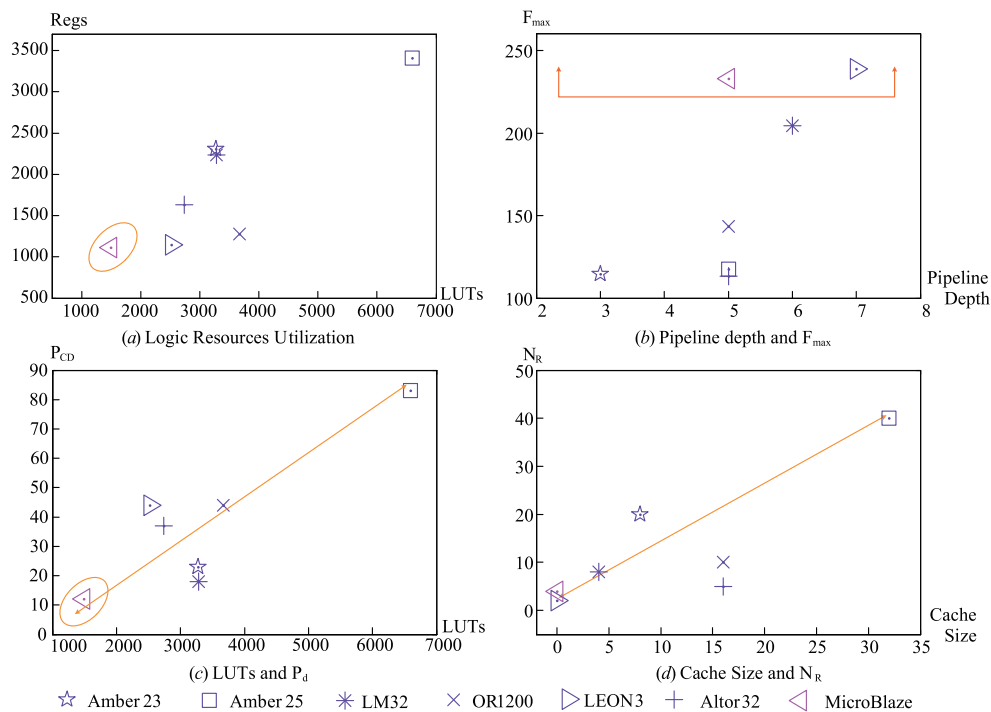 Regs
3500
3000
2500
2000
1500
1000
500
1000 2000 3000 4000 5000 6000 7000
LUTs
(a) Logic Resources Utilization
Fmax
250
200
150
100
2 3 4 5 6 7 8
Pipeline
Depth
(b) Pipeline depth and Fmax
PCD
90
80
70
60
50
40
30
20
10
0
1000 2000 3000 4000 5000 6000 7000
LUTs
(c) LUTs and Pd
NR
50
40
30
20
10
0
0 5 10 15 20 25 30 35
Cache
Size
(d) Cache Size and NR
Amber 23 Amber 25 LM32 OR1200 LEON3 Altor32 MicroBlaze